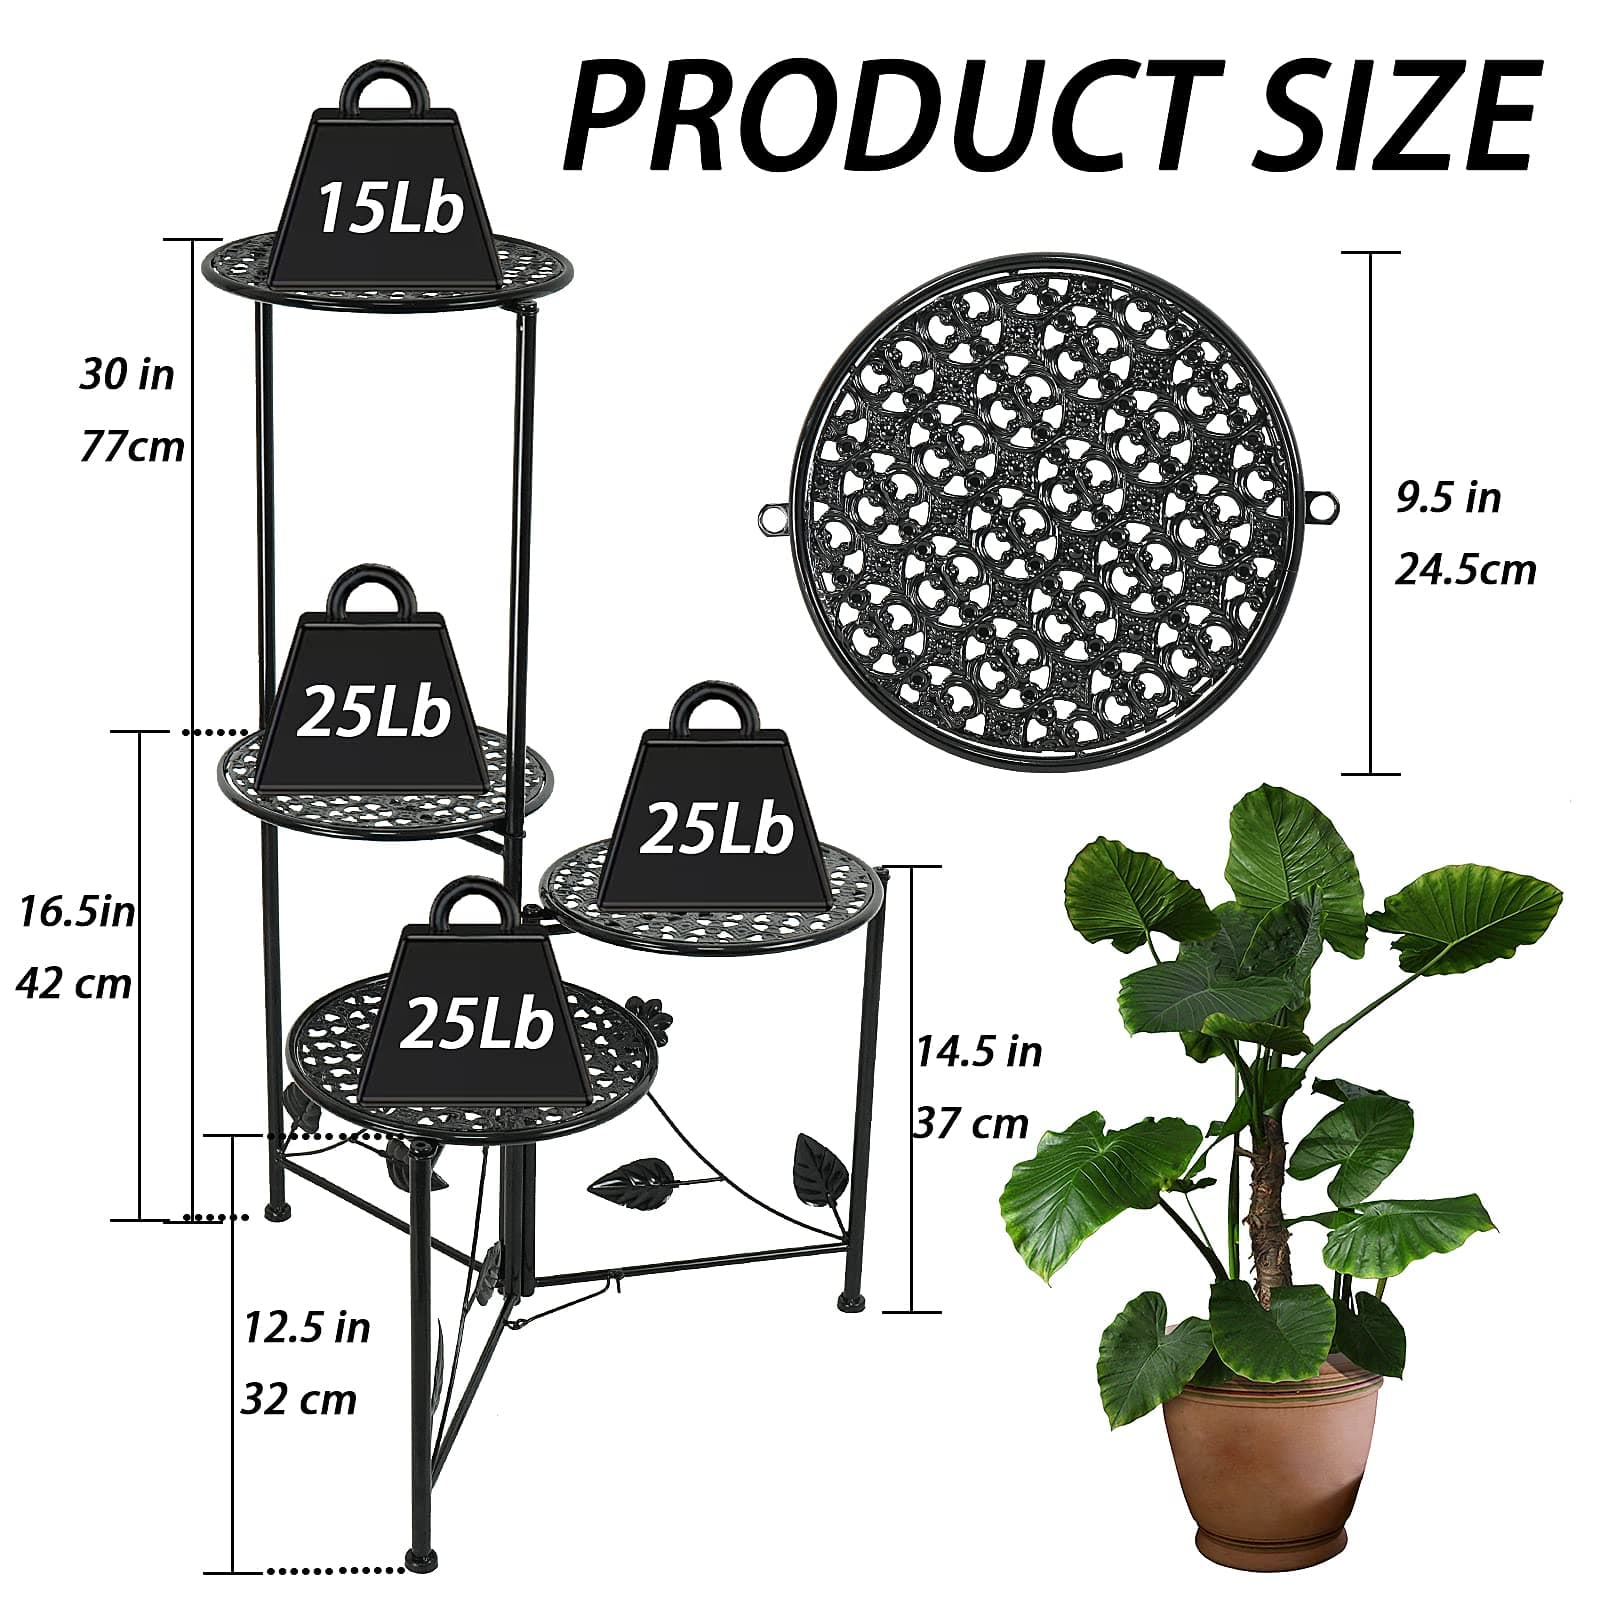 PRODUCT SIZE
15Lb
30 in
77cm
9.5 in
24.5cm
25Lb
25Lb
16.5in
42 cm
25Lb
14.5 in
37 cm
12.5 in
32 cm